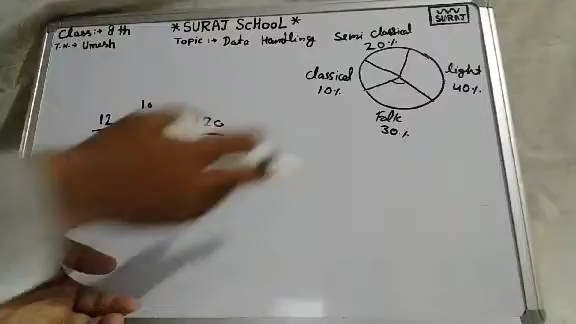 Class:→ 8th
T.N.→ Umesh
*SURAJ SCHOOL*
Topic:→ Data Handling
SURAJ
Semi classical
20%
classical
10%
light
40%
Folk
30%
10
12
20